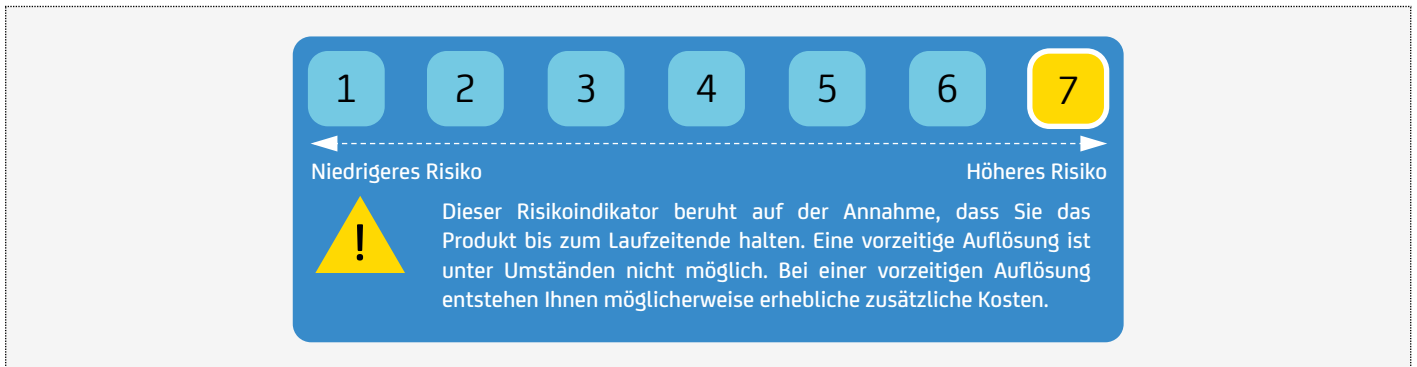 1 2 3 4 5 6 7
Niedrigeres Risiko Höheres Risiko
!
Dieser Risikoindikator beruht auf der Annahme, dass Sie das
Produkt bis zum Laufzeitende halten. Eine vorzeitige Auflösung ist
unter Umständen nicht möglich. Bei einer vorzeitigen Auflösung
entstehen Ihnen möglicherweise erhebliche zusätzliche Kosten.